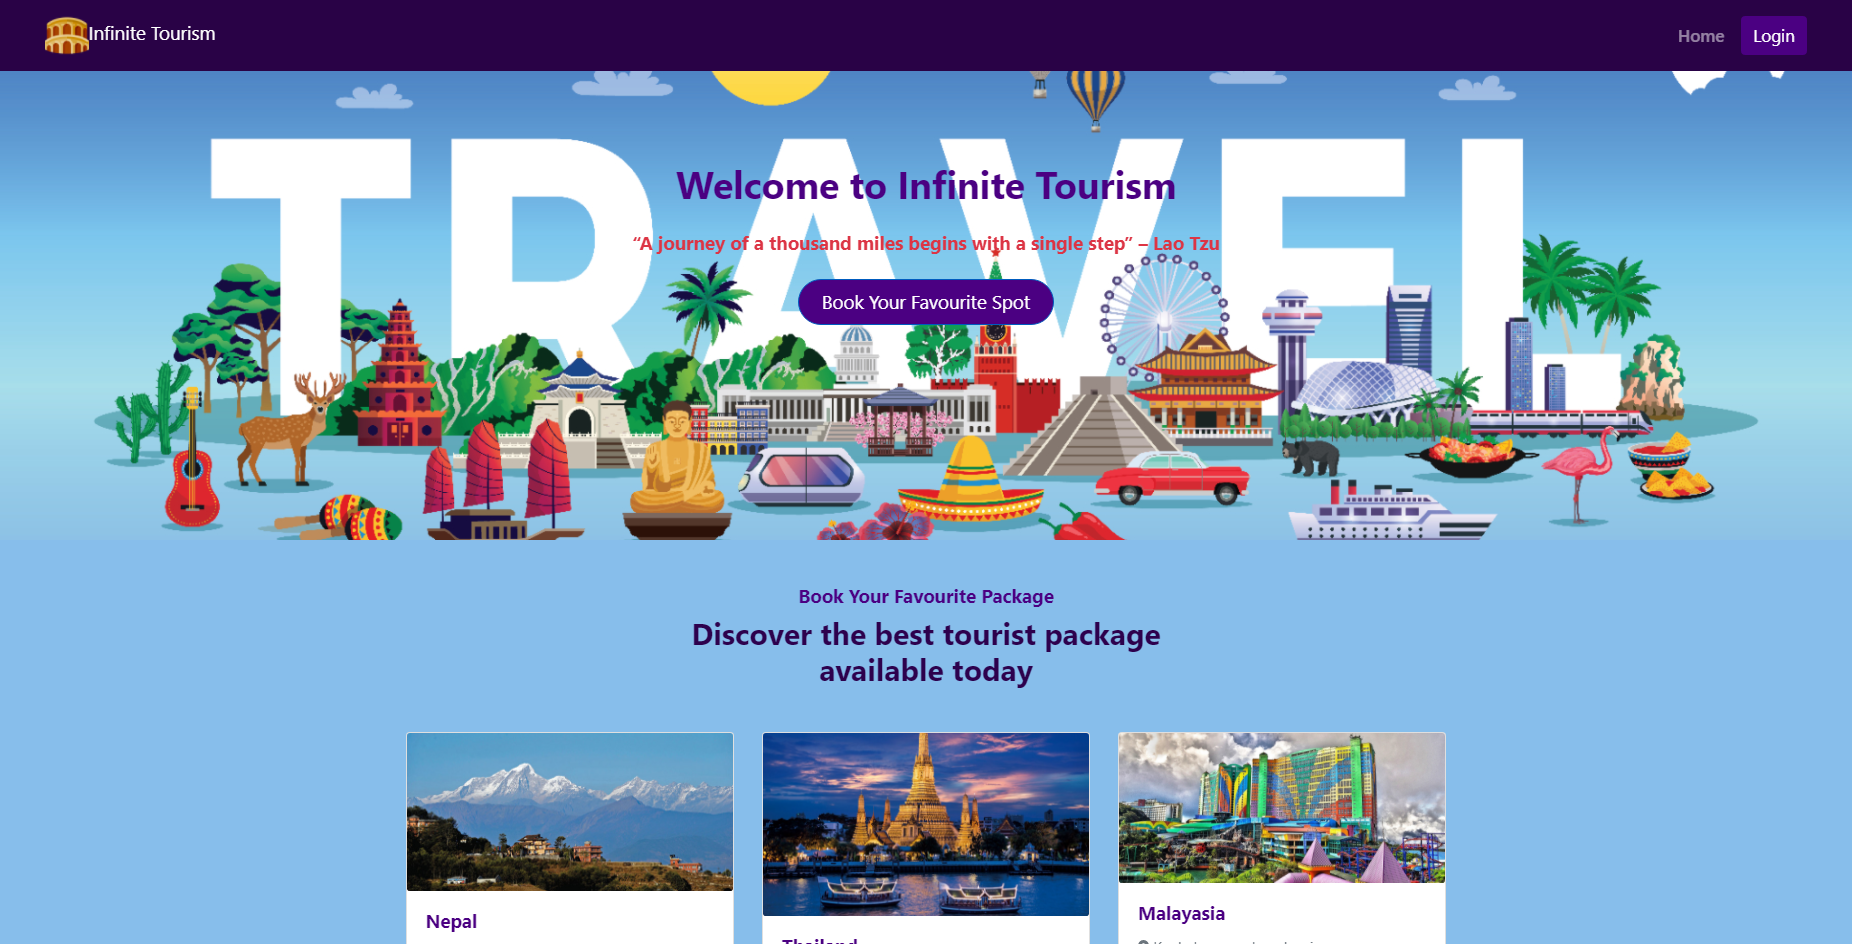 Infinite Tourism
Home
Login
TRAVEL
Welcome to Infinite Tourism
“A journey of a thousand miles begins with a single step” – Lao Tzu
Book Your Favourite Spot
Book Your Favourite Package
Discover the best tourist package
available today
Nepal
Thailand
Malayasia